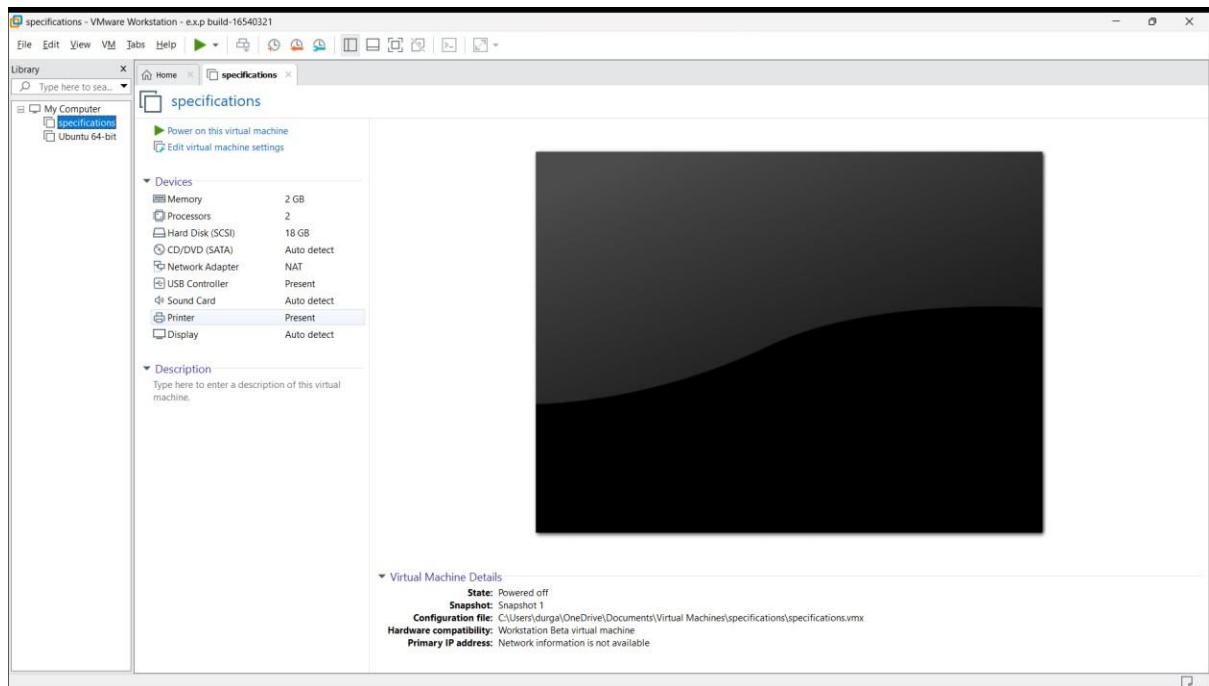 specifications - VMware Workstation - e.x.p build-16540321
File Edit View VM Tabs Help
Library X
Type here to sea...
My Computer
specifications
Ubuntu 64-bit
Home specifications
specifications
Power on this virtual machine
Edit virtual machine settings
Devices
Memory 2 GB
Processors 2
Hard Disk (SCSI) 18 GB
CD/DVD (SATA) Auto detect
Network Adapter NAT
USB Controller Present
Sound Card Auto detect
Printer Present
Display Auto detect
Description
Type here to enter a description of this virtual
machine.
Virtual Machine Details
State: Powered off
Snapshot: Snapshot 1
Configuration file: C:\Users\durga\OneDrive\Documents\Virtual Machines\specifications\specifications.vmx
Hardware compatibility: Workstation Beta virtual machine
Primary IP address: Network information is not available